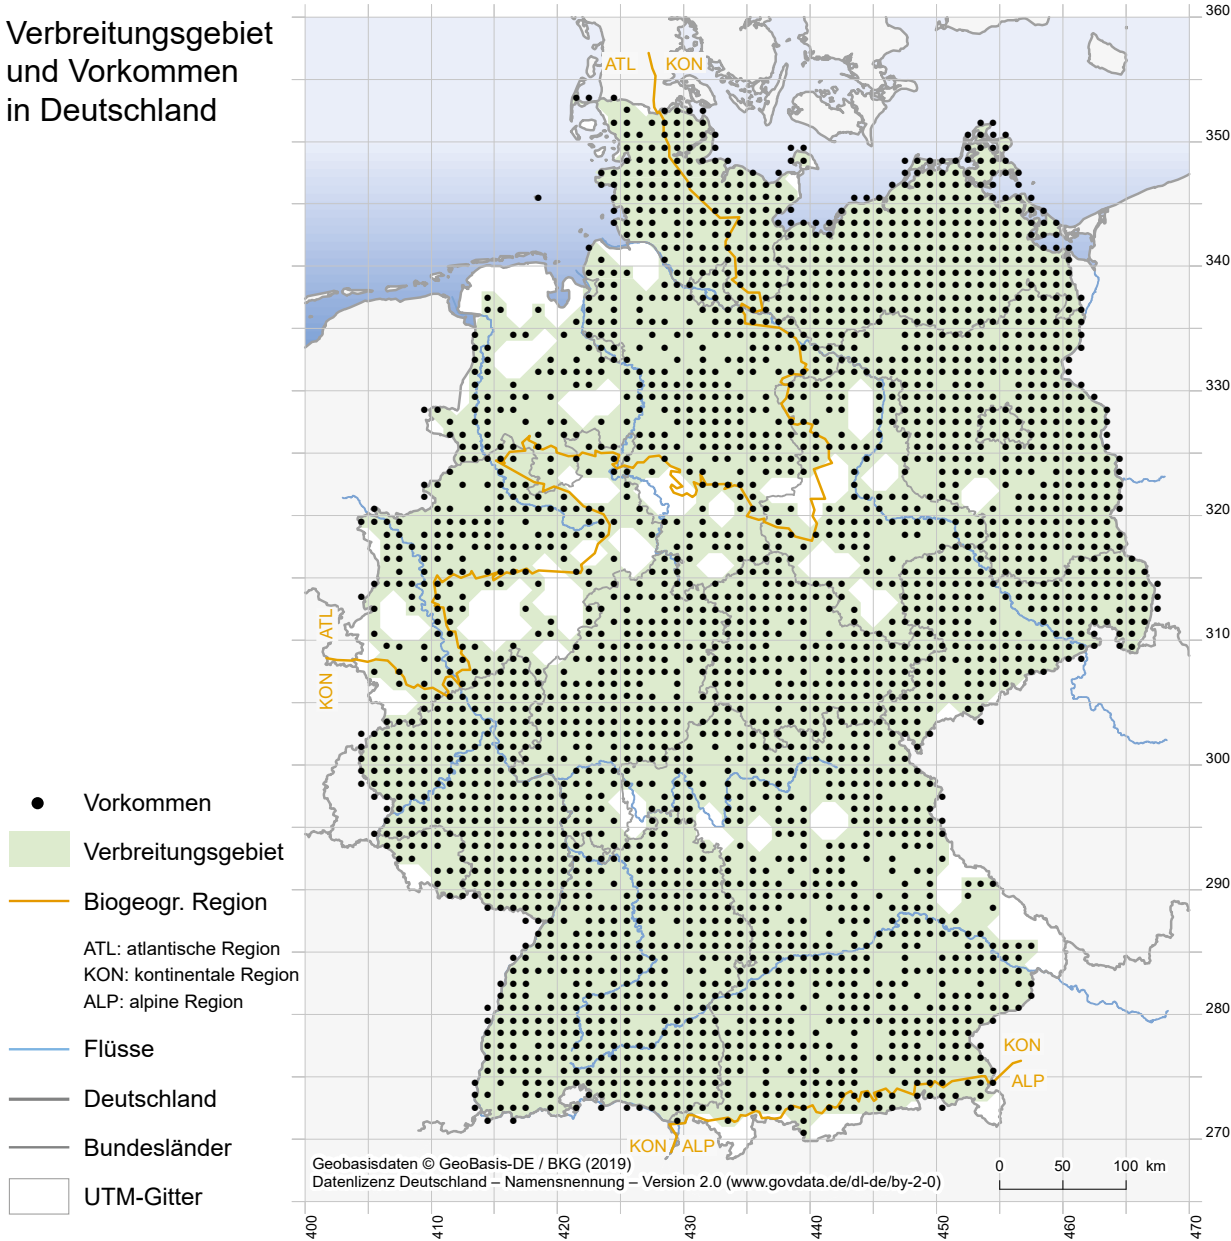 Verbreitungsgebiet
und Vorkommen
in Deutschland
ATL KON
360
350
340
330
320
310
300
290
280
270
ATL
KON
Vorkommen
Verbreitungsgebiet
Biogeogr. Region
ATL: atlantische Region
KON: kontinentale Region
ALP: alpine Region
Flüsse
Deutschland
Bundesländer
UTM-Gitter
KON
ALP
KON ALP
Geobasisdaten © GeoBasis-DE / BKG (2019)
Datenlizenz Deutschland – Namensnennung – Version 2.0 (www.govdata.de/dl-de/by-2-0)
0 50 100 km
400 410 420 430 440 450 460 470